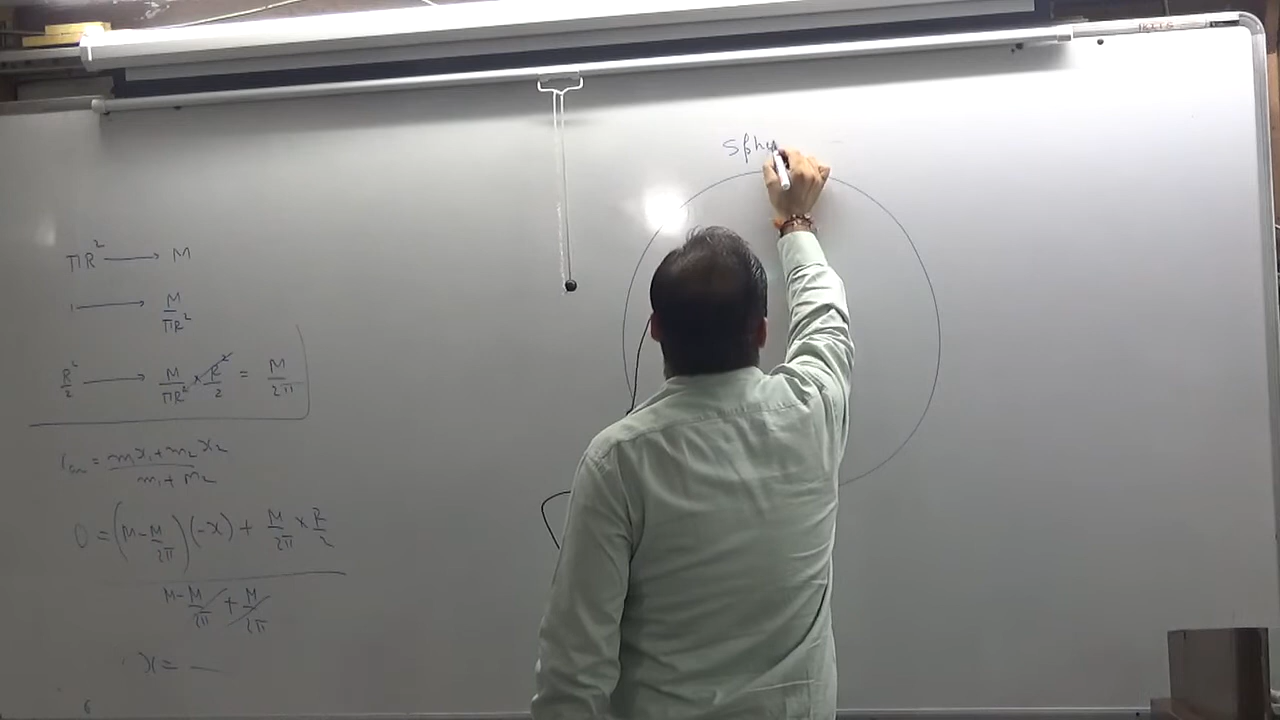 Sphe
πR² → M
1 → M/πR²
R²/2 → M/πR² × R²/2 = M/2π
rcm = m₁x₁ + m₂x₂ / m₁ + m₂
0 = (M - M/2π)(-x) + M/2π × R/2
M - M/2π + M/2π
x = —